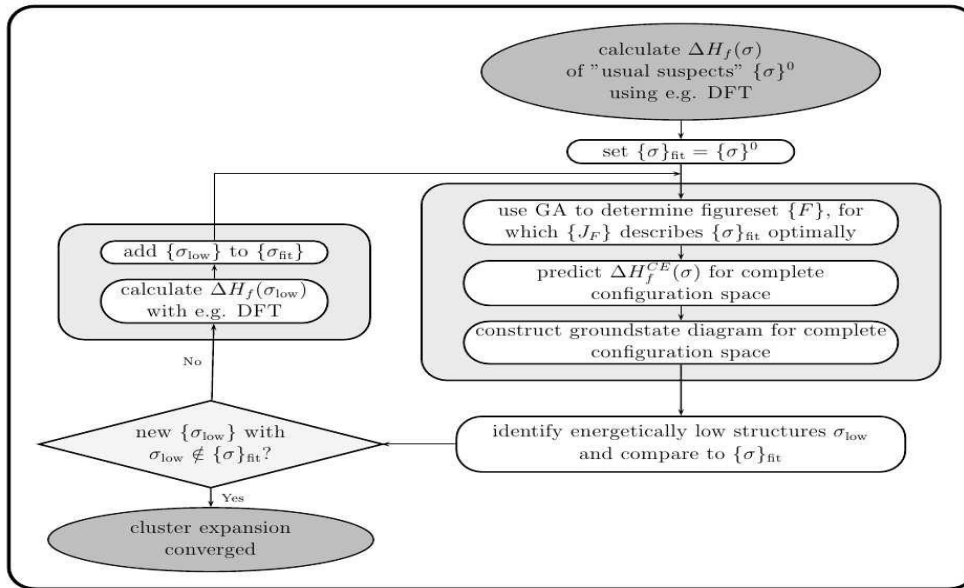 calculate ΔH_f(σ)
of "usual suspects" {σ}⁰
using e.g. DFT
set {σ}_fit = {σ}⁰
use GA to determine figureset {F}, for
which {J_F} describes {σ}_fit optimally
predict ΔH_f^{CE}(σ) for complete
configuration space
construct groundstate diagram for complete
configuration space
identify energetically low structures σ_low
and compare to {σ}_fit
new {σ_low} with
σ_low ∉ {σ}_fit?
No
calculate ΔH_f(σ_low)
with e.g. DFT
add {σ_low} to {σ_fit}
Yes
cluster expansion
converged